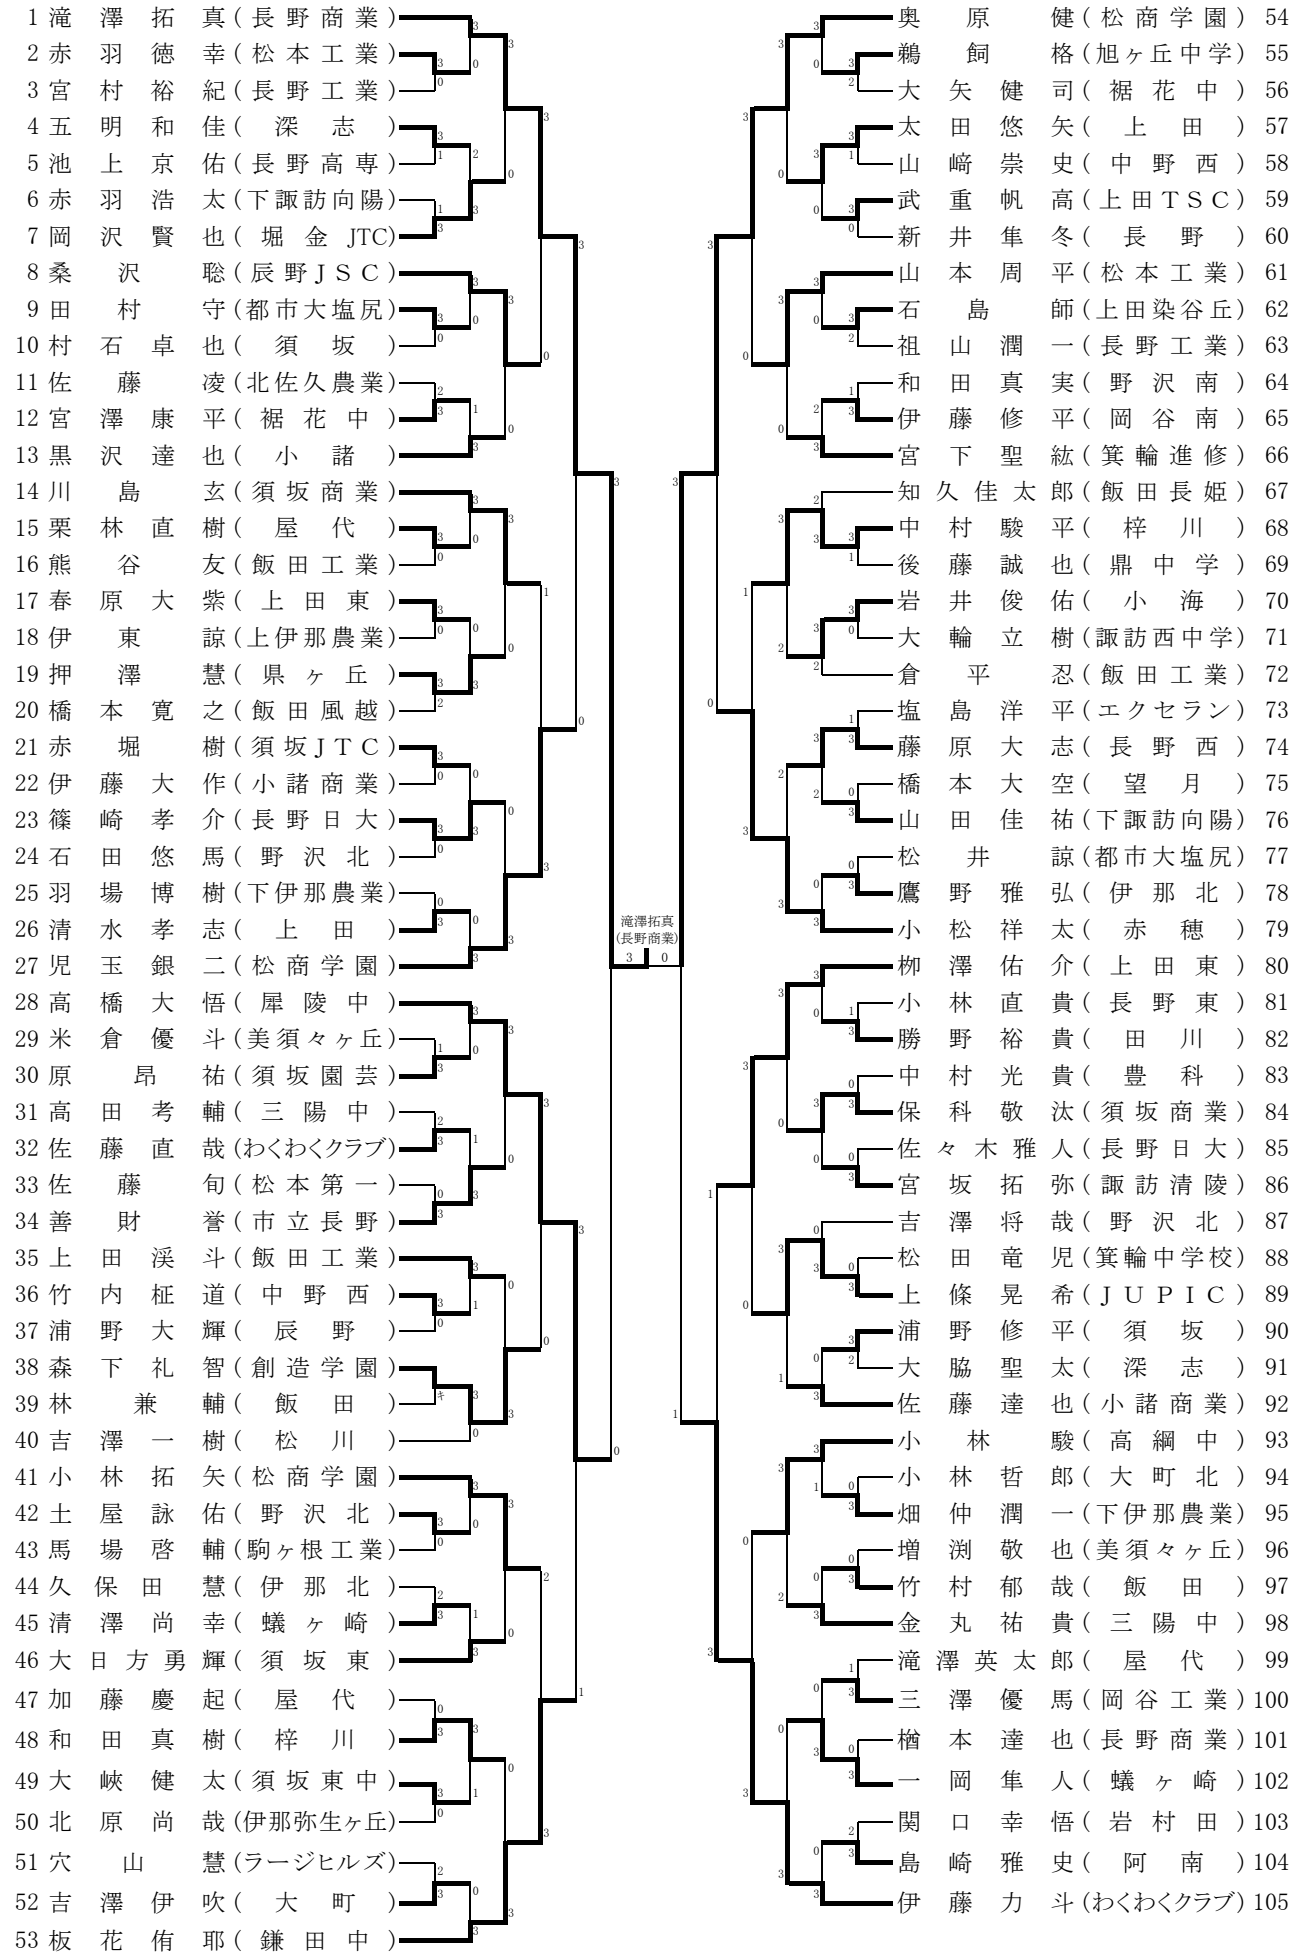 1 滝澤拓真(長野商業)
2 赤羽徳幸(松本工業)
3 宮村裕紀(長野工業)
4 五明和佳(深志)
5 池上京佑(長野高専)
6 赤羽浩太(下諏訪向陽)
7 岡沢賢也(堀金JTC)
8 桑沢聡(辰野JSC)
9 田村守(都市大塩尻)
10 村石卓也(須坂)
11 佐藤凌(北佐久農業)
12 宮澤康平(裾花中)
13 黒沢達也(小諸)
14 川島玄(須坂商業)
15 栗林直樹(屋代)
16 熊谷友(飯田工業)
17 春原大紫(上田東)
18 伊東諒(上伊那農業)
19 押澤慧(県ヶ丘)
20 橋本寛之(飯田風越)
21 赤堀樹(須坂JTC)
22 伊藤大作(小諸商業)
23 篠崎孝介(長野日大)
24 石田悠馬(野沢北)
25 羽場博樹(下伊那農業)
26 清水孝志(上田)
27 児玉銀二(松商学園)
28 高橋大悟(犀陵中)
29 米倉優斗(美須々ヶ丘)
30 原昂祐(須坂園芸)
31 高田考輔(三陽中)
32 佐藤直哉(わくわくクラブ)
33 佐藤旬(松本第一)
34 善財誉(市立長野)
35 上田渓斗(飯田工業)
36 竹内柾道(中野西)
37 浦野大輝(辰野)
38 森下礼智(創造学園)
39 林兼輔(飯田)
40 吉澤一樹(松川)
41 小林拓矢(松商学園)
42 土屋詠佑(野沢北)
43 馬場啓輔(駒ヶ根工業)
44 久保田慧(伊那北)
45 清澤尚幸(蟻ヶ崎)
46 大日方勇輝(須坂東)
47 加藤慶起(屋代)
48 和田真樹(梓川)
49 大峽健太(須坂東中)
50 北原尚哉(伊那弥生ヶ丘)
51 穴山慧(ラージヒルズ)
52 吉澤伊吹(大町)
53 板花侑耶(鎌田中)
滝澤拓真
(長野商業)
3 0
奥原健(松商学園) 54
鵜飼格(旭ヶ丘中学) 55
大矢健司(裾花中) 56
太田悠矢(上田) 57
山﨑崇史(中野西) 58
武重帆高(上田TSC) 59
新井隼冬(長野) 60
山本周平(松本工業) 61
石島師(上田染谷丘) 62
祖山潤一(長野工業) 63
和田真実(野沢南) 64
伊藤修平(岡谷南) 65
宮下聖紘(箕輪進修) 66
知久佳太郎(飯田長姫) 67
中村駿平(梓川) 68
後藤誠也(鼎中学) 69
岩井俊佑(小海) 70
大輪立樹(諏訪西中学) 71
倉平忍(飯田工業) 72
塩島洋平(エクセラン) 73
藤原大志(長野西) 74
橋本大空(望月) 75
山田佳祐(下諏訪向陽) 76
松井諒(都市大塩尻) 77
鷹野雅弘(伊那北) 78
小松祥太(赤穂) 79
栁澤佑介(上田東) 80
小林直貴(長野東) 81
勝野裕貴(田川) 82
中村光貴(豊科) 83
保科敬汰(須坂商業) 84
佐々木雅人(長野日大) 85
宮坂拓弥(諏訪清陵) 86
吉澤将哉(野沢北) 87
松田竜児(箕輪中学校) 88
上條晃希(JUPIC) 89
浦野修平(須坂) 90
大脇聖太(深志) 91
佐藤達也(小諸商業) 92
小林駿(高綱中) 93
小林哲郎(大町北) 94
畑仲潤一(下伊那農業) 95
増渕敬也(美須々ヶ丘) 96
竹村郁哉(飯田) 97
金丸祐貴(三陽中) 98
滝澤英太郎(屋代) 99
三澤優馬(岡谷工業) 100
楢本達也(長野商業) 101
一岡隼人(蟻ヶ崎) 102
関口幸悟(岩村田) 103
島崎雅史(阿南) 104
伊藤力斗(わくわくクラブ) 105